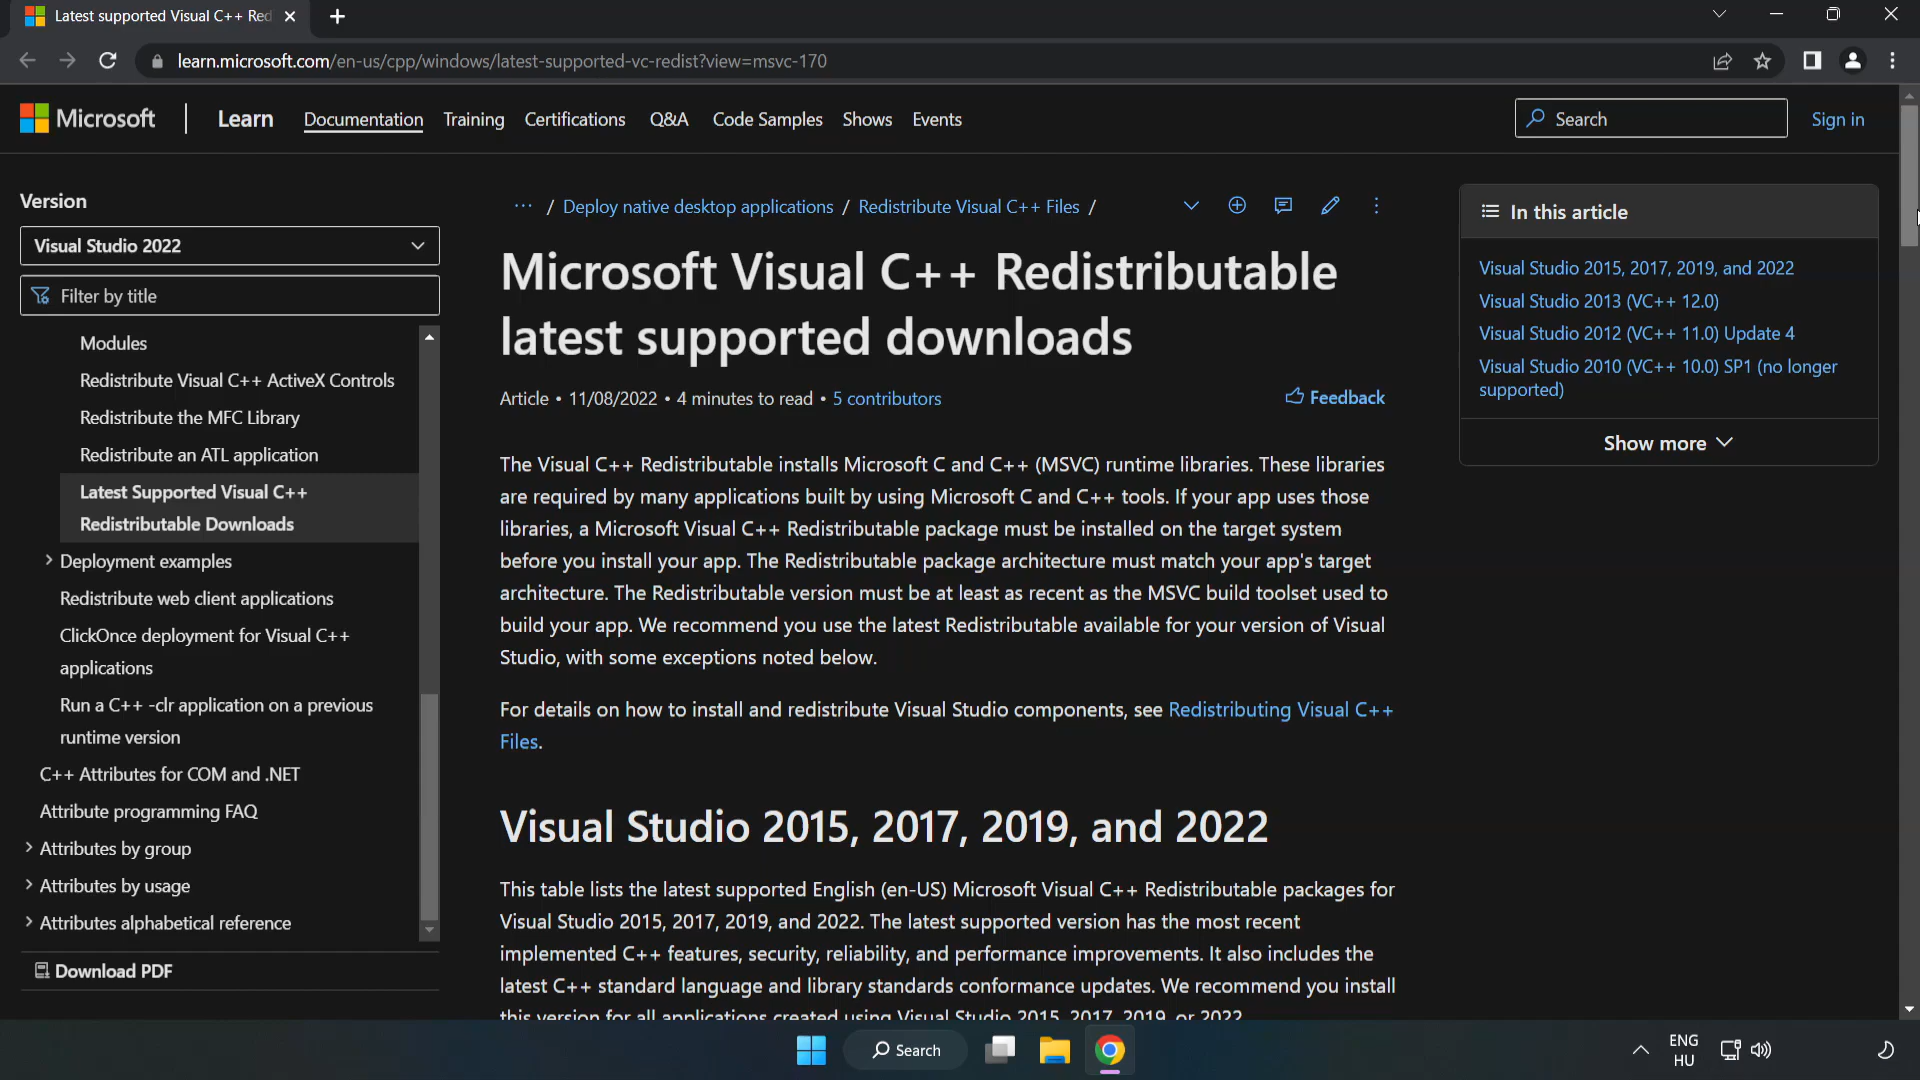 Latest supported Visual C++ Red
learn.microsoft.com/en-us/cpp/windows/latest-supported-vc-redist?view=msvc-170
Microsoft
Learn
Documentation
Training
Certifications
Q&A
Code Samples
Shows
Events
Search
Sign in
Version
Visual Studio 2022
Filter by title
Modules
Redistribute Visual C++ ActiveX Controls
Redistribute the MFC Library
Redistribute an ATL application
Latest Supported Visual C++
Redistributable Downloads
Deployment examples
Redistribute web client applications
ClickOnce deployment for Visual C++
applications
Run a C++ -clr application on a previous
runtime version
C++ Attributes for COM and .NET
Attribute programming FAQ
Attributes by group
Attributes by usage
Attributes alphabetical reference
Download PDF
… / Deploy native desktop applications / Redistribute Visual C++ Files /
Microsoft Visual C++ Redistributable
latest supported downloads
Article • 11/08/2022 • 4 minutes to read • 5 contributors
Feedback
The Visual C++ Redistributable installs Microsoft C and C++ (MSVC) runtime libraries. These libraries
are required by many applications built by using Microsoft C and C++ tools. If your app uses those
libraries, a Microsoft Visual C++ Redistributable package must be installed on the target system
before you install your app. The Redistributable package architecture must match your app's target
architecture. The Redistributable version must be at least as recent as the MSVC build toolset used to
build your app. We recommend you use the latest Redistributable available for your version of Visual
Studio, with some exceptions noted below.
For details on how to install and redistribute Visual Studio components, see Redistributing Visual C++
Files.
Visual Studio 2015, 2017, 2019, and 2022
This table lists the latest supported English (en-US) Microsoft Visual C++ Redistributable packages for
Visual Studio 2015, 2017, 2019, and 2022. The latest supported version has the most recent
implemented C++ features, security, reliability, and performance improvements. It also includes the
latest C++ standard language and library standards conformance updates. We recommend you install
this version for all applications created using Visual Studio 2015, 2017, 2019, or 2022.
In this article
Visual Studio 2015, 2017, 2019, and 2022
Visual Studio 2013 (VC++ 12.0)
Visual Studio 2012 (VC++ 11.0) Update 4
Visual Studio 2010 (VC++ 10.0) SP1 (no longer
supported)
Show more
Search
ENG
HU